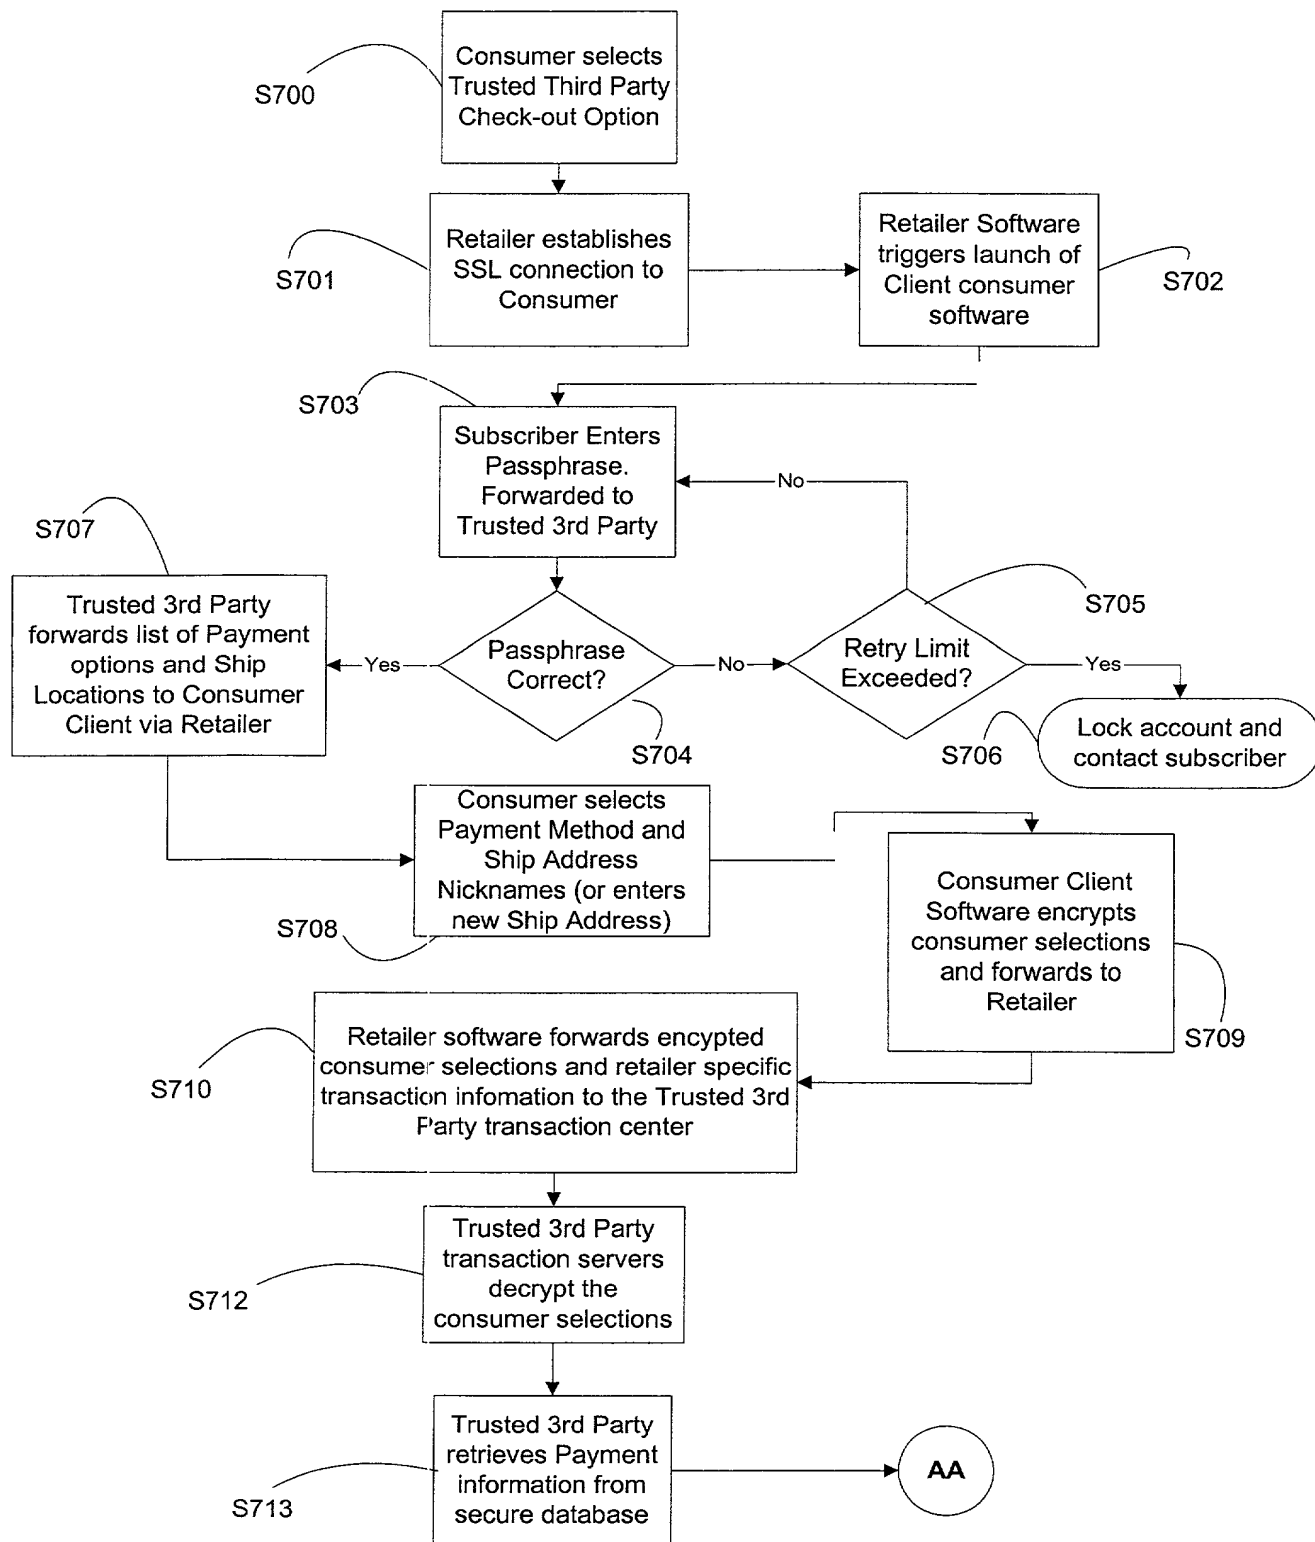 Consumer selects
Trusted Third Party
Check-out Option
S700
Retailer establishes
SSL connection to
Consumer
S701
Retailer Software
triggers launch of
Client consumer
software
S702
S703
Subscriber Enters
Passphrase.
Forwarded to
Trusted 3rd Party
No
S707
Trusted 3rd Party
forwards list of Payment
options and Ship
Locations to Consumer
Client via Retailer
Yes
Passphrase
Correct?
S704
No
Retry Limit
Exceeded?
S705
Yes
Lock account and
contact subscriber
S706
Consumer selects
Payment Method and
Ship Address
Nicknames (or enters
new Ship Address)
S708
Consumer Client
Software encrypts
consumer selections
and forwards to
Retailer
S709
Retailer software forwards encypted
consumer selections and retailer specific
transaction infomation to the Trusted 3rd
Party transaction center
S710
Trusted 3rd Party
transaction servers
decrypt the
consumer selections
S712
Trusted 3rd Party
retrieves Payment
information from
secure database
S713
AA